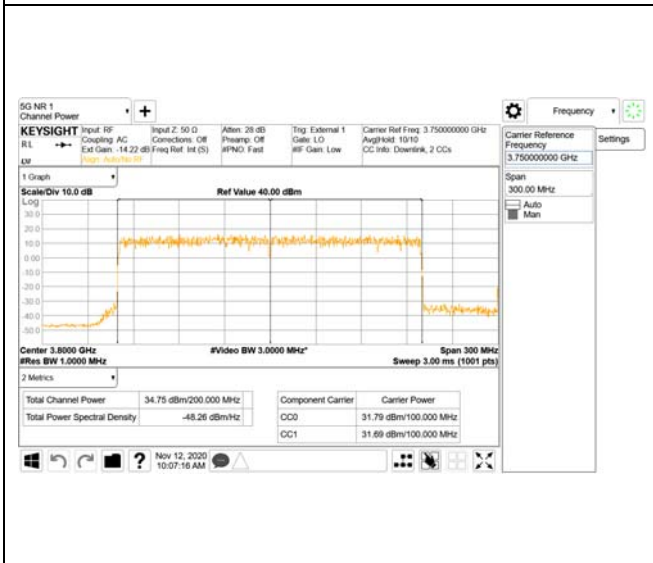 5G NR 1
Channel Power
+
Frequency
KEYSIGHT
RL
Input: RF
Coupling: AC
Ext Gain: -14.22 dB
Align: Auto/No RF
Input Z: 50 Ω
Corrections: Off
Freq Ref: Int (S)
Atten: 28 dB
Preamp: Off
#PNO: Fast
Trig: External 1
Gate: LO
#IF Gain: Low
Carrier Ref Freq: 3.750000000 GHz
Avg|Hold: 10/10
CC Info: Downlink, 2 CCs
Carrier Reference
Frequency
3.750000000 GHz
Settings
Span
300.00 MHz
Auto
Man
1 Graph
Scale/Div 10.0 dB
Ref Value 40.00 dBm
Log
30.0
20.0
10.0
0.00
-10.0
-20.0
-30.0
-40.0
-50.0
Center 3.8000 GHz
#Video BW 3.0000 MHz*
Span 300 MHz
#Res BW 1.0000 MHz
Sweep 3.00 ms (1001 pts)
2 Metrics
Total Channel Power 34.75 dBm/200.000 MHz
Total Power Spectral Density -48.26 dBm/Hz
Component Carrier Carrier Power
CC0 31.79 dBm/100.000 MHz
CC1 31.69 dBm/100.000 MHz
?
Nov 12, 2020
10:07:16 AM